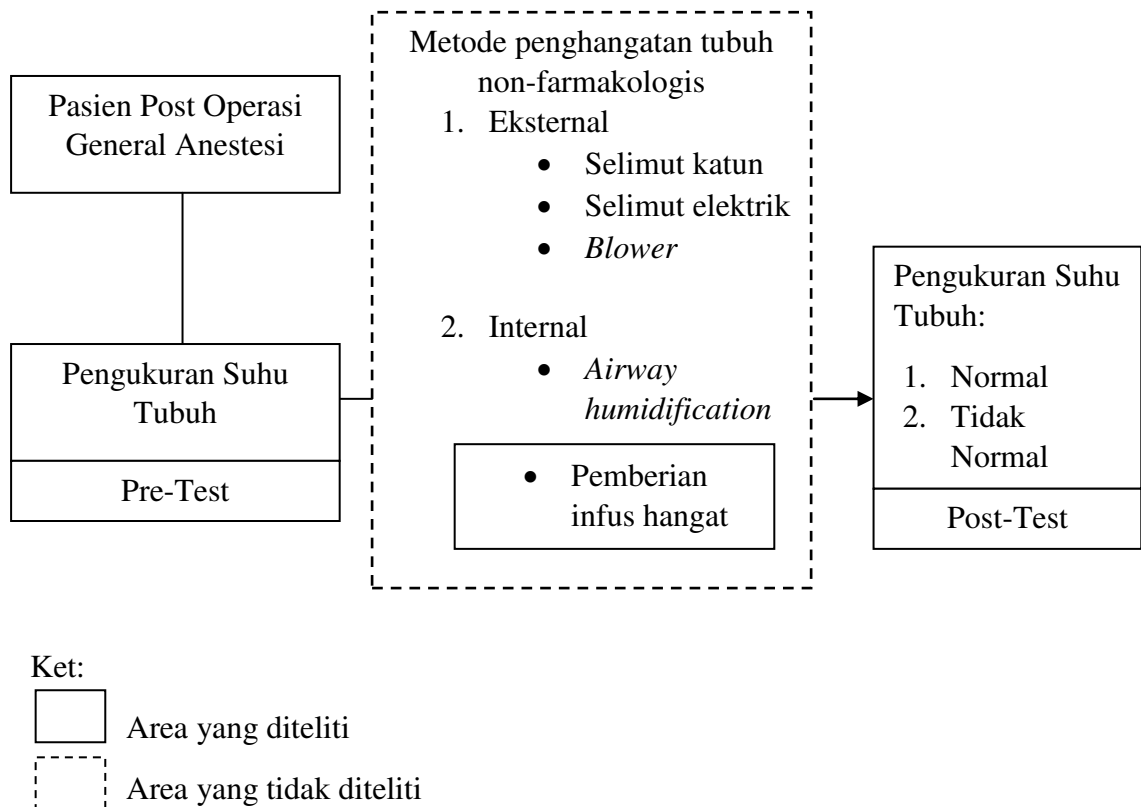 Pasien Post Operasi
General Anestesi
Pengukuran Suhu
Tubuh
Pre-Test
Metode penghangatan tubuh
non-farmakologis
1. Eksternal
• Selimut katun
• Selimut elektrik
• Blower
2. Internal
• Airway
humidification
• Pemberian
infus hangat
Pengukuran Suhu
Tubuh:
1. Normal
2. Tidak
Normal
Post-Test
Ket:
Area yang diteliti
Area yang tidak diteliti